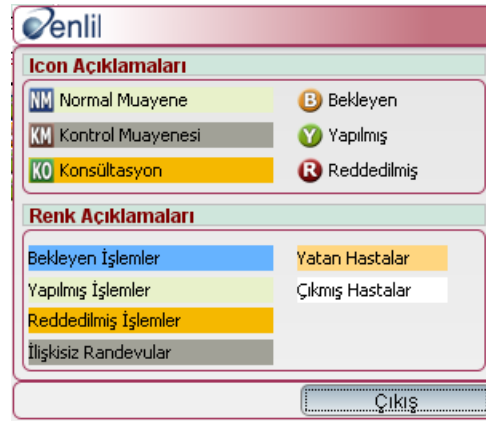 enlil
Icon Açıklamaları
NM Normal Muayene
B Bekleyen
KM Kontrol Muayenesi
Y Yapılmış
KO Konsültasyon
R Reddedilmiş
Renk Açıklamaları
Bekleyen İşlemler
Yatan Hastalar
Yapılmış İşlemler
Çıkmış Hastalar
Reddedilmiş İşlemler
İlişkisiz Randevular
Çıkış